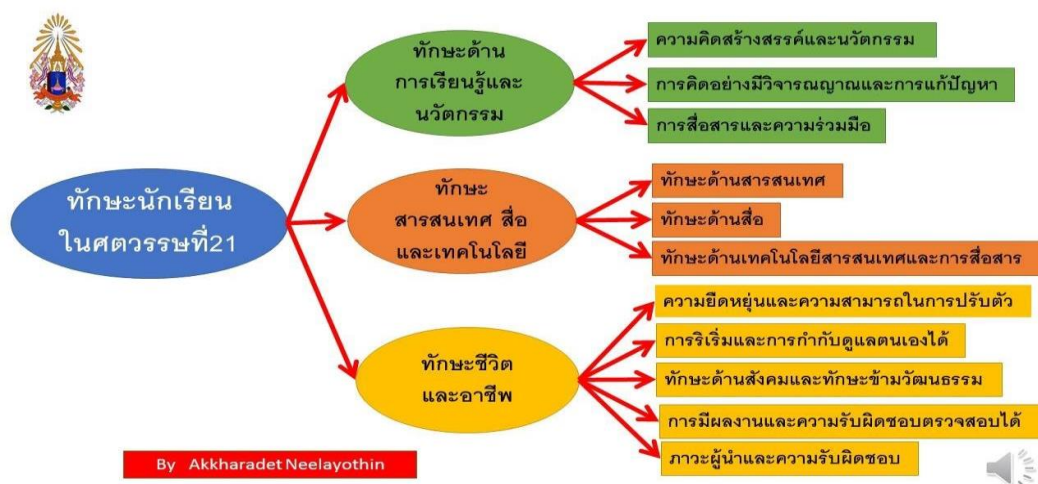 ทักษะนักเรียน
ในศตวรรษที่21
ทักษะด้าน
การเรียนรู้และ
นวัตกรรม
ความคิดสร้างสรรค์และนวัตกรรม
การคิดอย่างมีวิจารณญาณและการแก้ปัญหา
การสื่อสารและความร่วมมือ
ทักษะ
สารสนเทศ สื่อ
และเทคโนโลยี
ทักษะด้านสารสนเทศ
ทักษะด้านสื่อ
ทักษะด้านเทคโนโลยีสารสนเทศและการสื่อสาร
ทักษะชีวิต
และอาชีพ
ความยืดหยุ่นและความสามารถในการปรับตัว
การริเริ่มและการกำกับดูแลตนเองได้
ทักษะด้านสังคมและทักษะข้ามวัฒนธรรม
การมีผลงานและความรับผิดชอบตรวจสอบได้
ภาวะผู้นำและความรับผิดชอบ
By Akkharadet Neelayothin